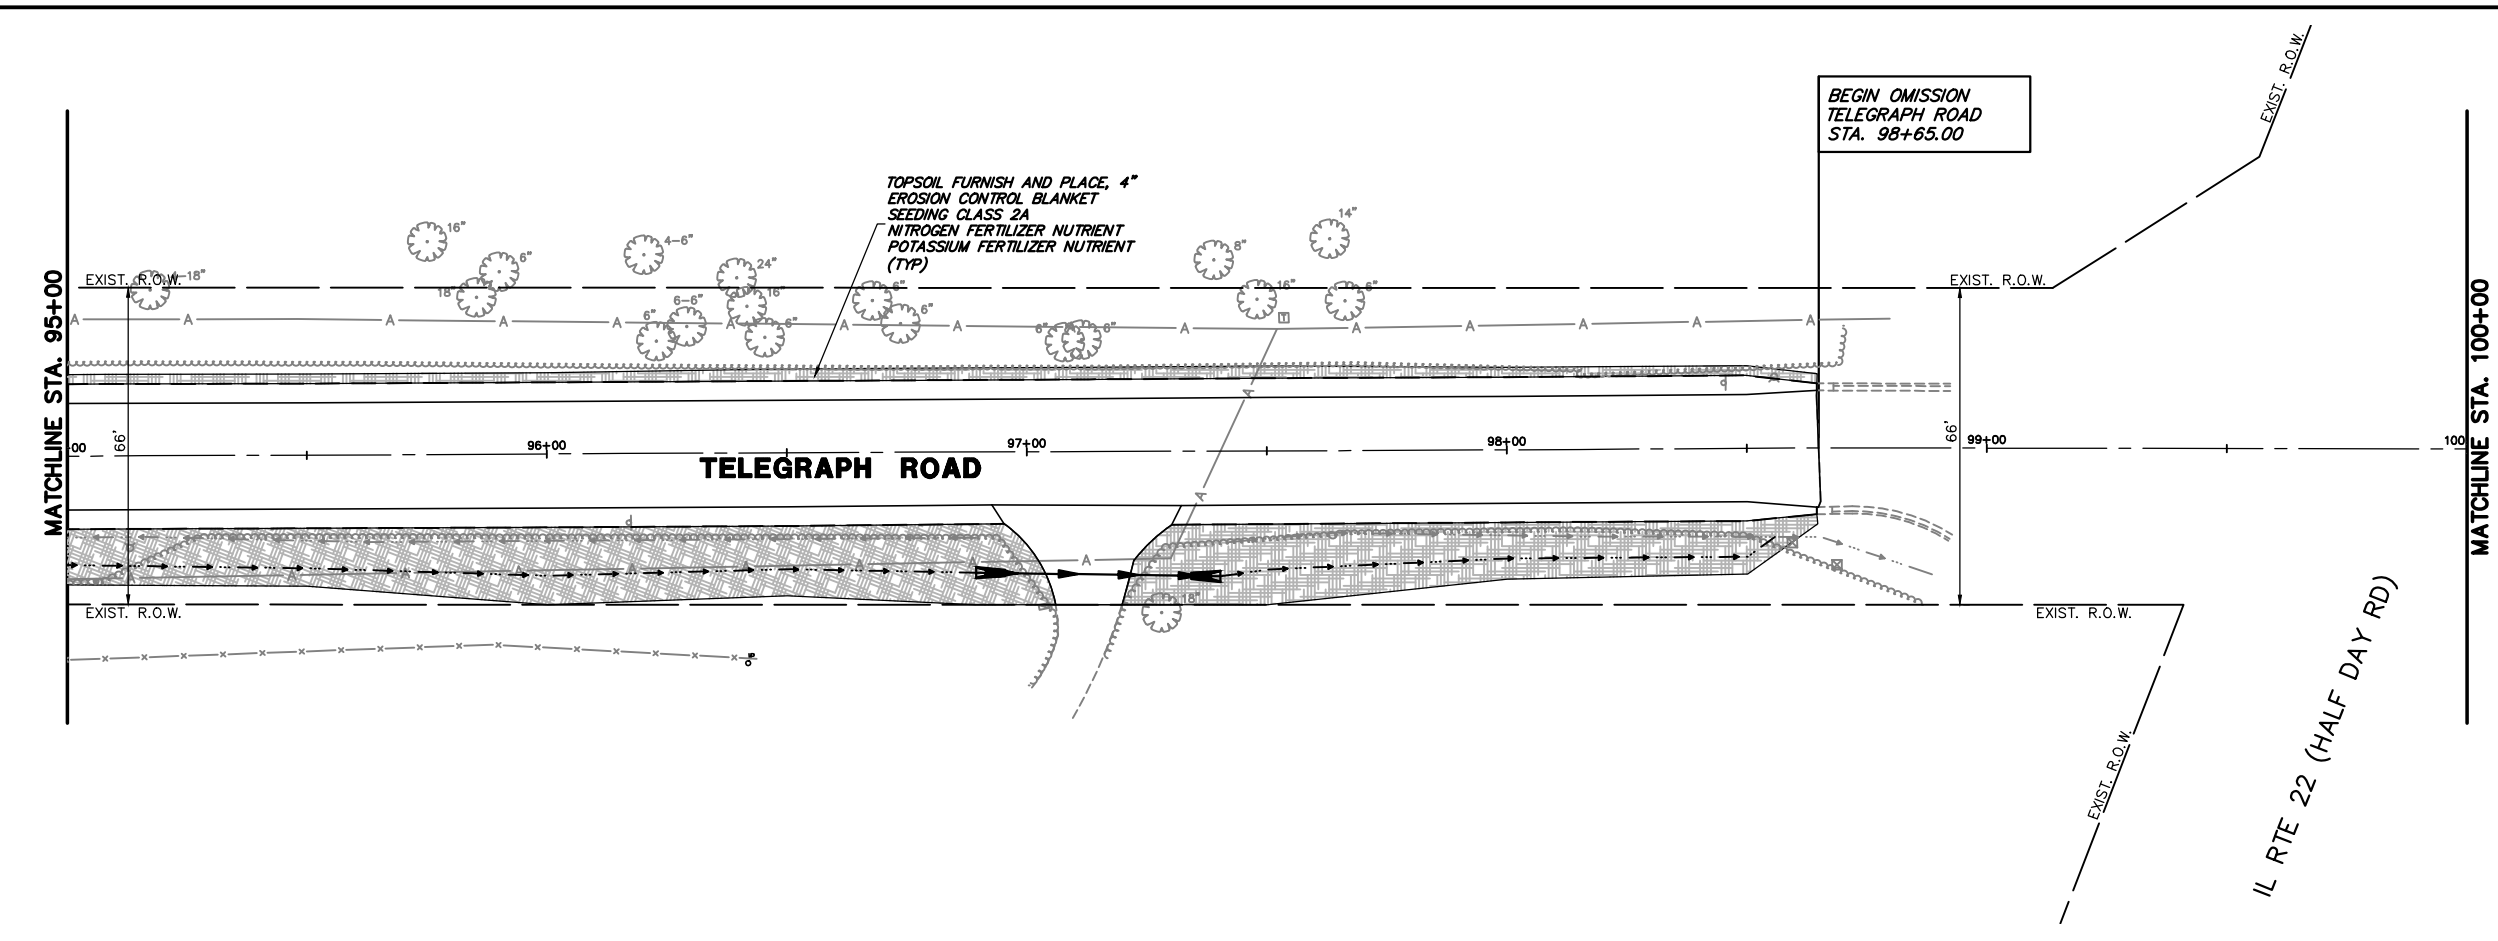 BEGIN OMISSION
TELEGRAPH ROAD
STA. 98+65.00
EXIST. R.O.W.
TOPSOIL FURNISH AND PLACE, 4"
EROSION CONTROL BLANKET
SEEDING CLASS 2A
NITROGEN FERTILIZER NUTRIENT
POTASSIUM FERTILIZER NUTRIENT
(TYP)
16"
6"
4-6"
24"
8"
14"
EXIST. R.O.W.
4-18"
18"
6"
6-6"
16"
6"
6"
6"
6"
6"
16"
6"
EXIST. R.O.W.
T
A A A A A A A A A A A A A A
MATCHLINE STA. 95+00
MATCHLINE STA. 100+00
66'
66'
00
96+00
97+00
98+00
99+00
100
TELEGRAPH ROAD
A
A
A A A A A A A
18"
EXIST. R.O.W.
EXIST. R.O.W.
6"
EXIST. R.O.W.
IL RTE 22 (HALF DAY RD)